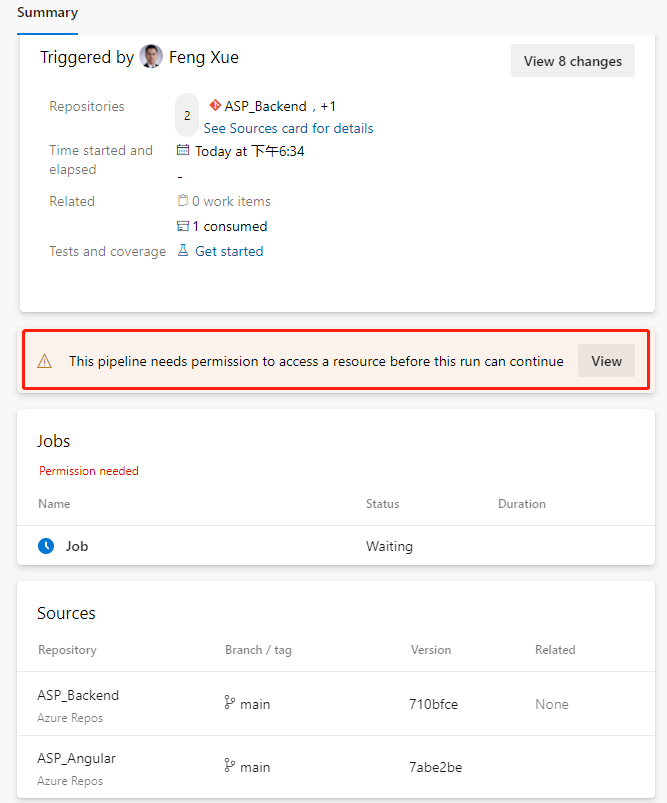 Summary
Triggered by Feng Xue
View 8 changes
Repositories
2
ASP_Backend , +1
See Sources card for details
Time started and elapsed
Today at 下午6:34
-
Related
0 work items
1 consumed
Tests and coverage
Get started
This pipeline needs permission to access a resource before this run can continue
View
Jobs
Permission needed
Name Status Duration
Job Waiting
Sources
Repository Branch / tag Version Related
ASP_Backend
Azure Repos
main 710bfce None
ASP_Angular
Azure Repos
main 7abe2be